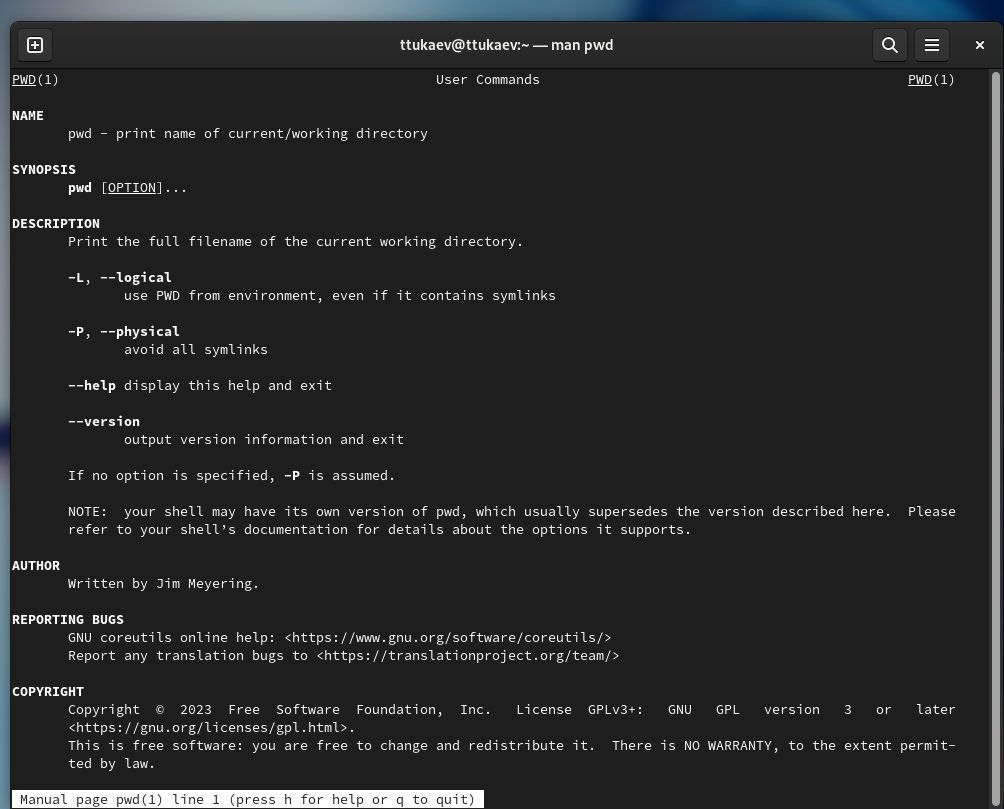 ttukaev@ttukaev:~ — man pwd
PWD(1) User Commands PWD(1)
NAME
pwd - print name of current/working directory
SYNOPSIS
pwd [OPTION]...
DESCRIPTION
Print the full filename of the current working directory.
-L, --logical
use PWD from environment, even if it contains symlinks
-P, --physical
avoid all symlinks
--help display this help and exit
--version
output version information and exit
If no option is specified, -P is assumed.
NOTE:  your shell may have its own version of pwd, which usually supersedes the version described here.  Please
refer to your shell’s documentation for details about the options it supports.
AUTHOR
Written by Jim Meyering.
REPORTING BUGS
GNU coreutils online help: <https://www.gnu.org/software/coreutils/>
Report any translation bugs to <https://translationproject.org/team/>
COPYRIGHT
Copyright © 2023 Free Software Foundation, Inc. License GPLv3+: GNU GPL version 3 or later
<https://gnu.org/licenses/gpl.html>.
This is free software: you are free to change and redistribute it.  There is NO WARRANTY, to the extent permit-
ted by law.
Manual page pwd(1) line 1 (press h for help or q to quit)